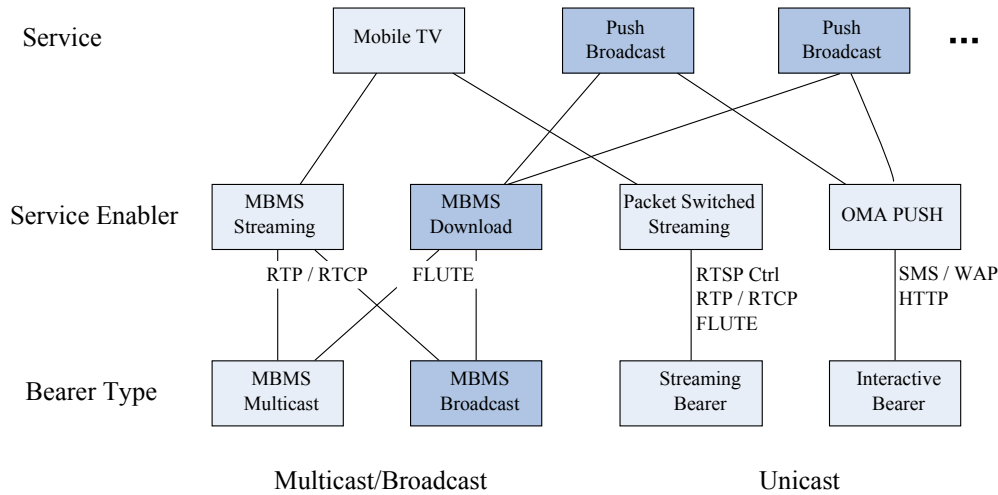 Service
Mobile TV
Push
Broadcast
Push
Broadcast
...
Service Enabler
MBMS
Streaming
MBMS
Download
Packet Switched
Streaming
OMA PUSH
RTP / RTCP
FLUTE
RTSP Ctrl
RTP / RTCP
FLUTE
SMS / WAP
HTTP
Bearer Type
MBMS
Multicast
MBMS
Broadcast
Streaming
Bearer
Interactive
Bearer
Multicast/Broadcast
Unicast